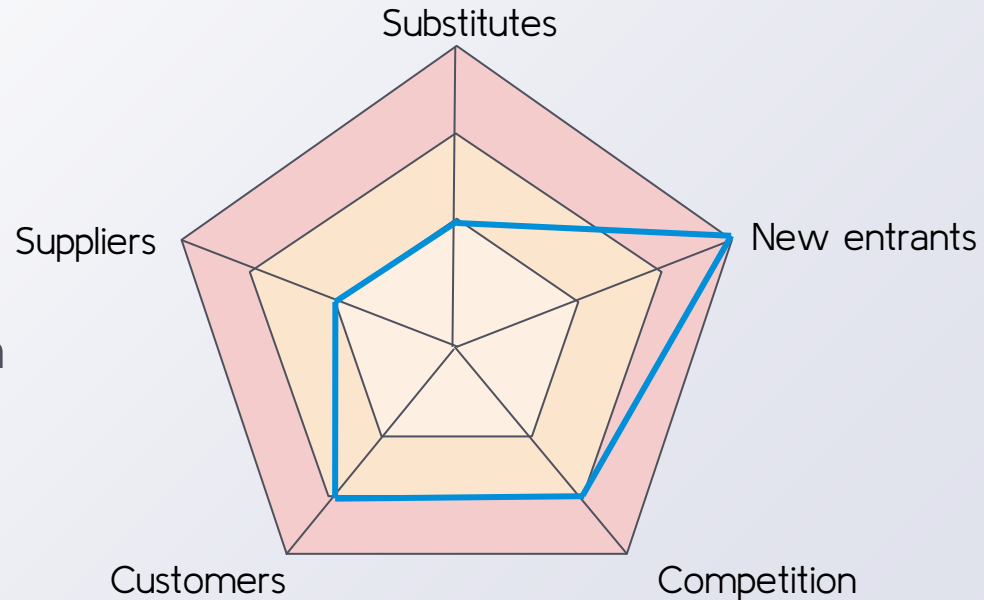 Substitutes
New entrants
Suppliers
Customers
Competition